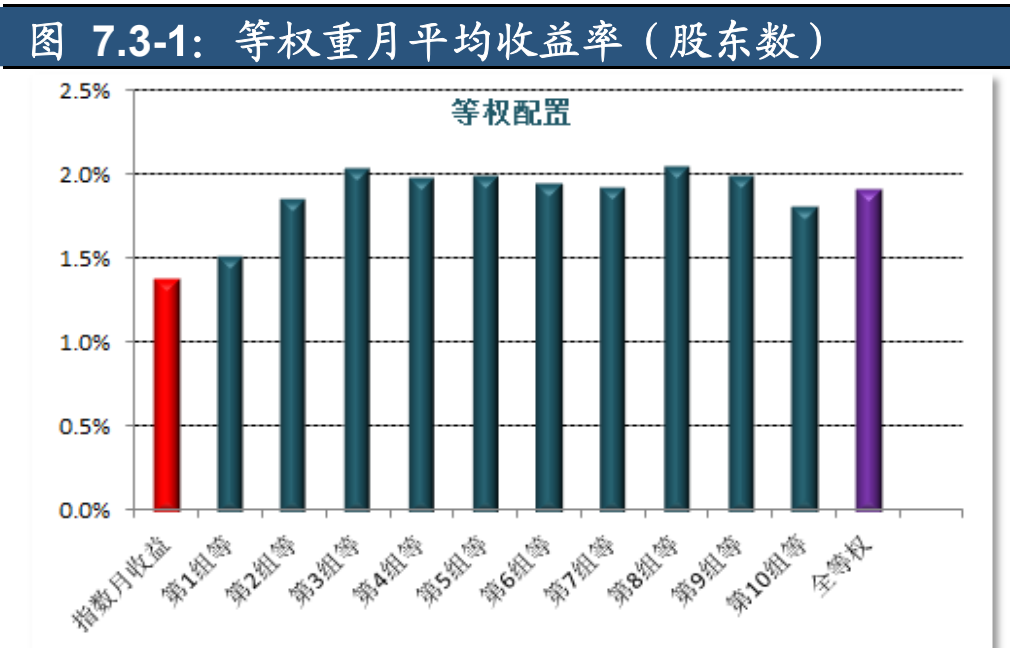 图 7.3-1：等权重月平均收益率（股东数）
等权配置
2.5%
2.0%
1.5%
1.0%
0.5%
0.0%
指数月收益
第1组等
第2组等
第3组等
第4组等
第5组等
第6组等
第7组等
第8组等
第9组等
第10组等
全等权